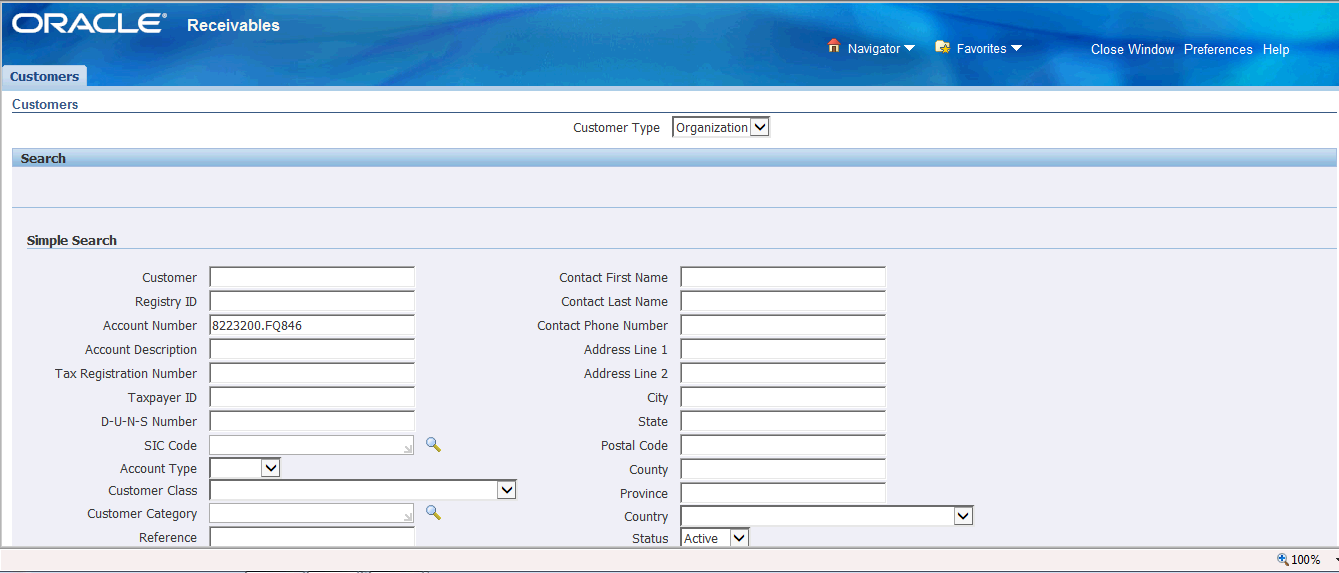 ORACLE® Receivables
Navigator Favorites Close Window Preferences Help
Customers
Customers
Customer Type Organization
Search
Simple Search
Customer Contact First Name
Registry ID Contact Last Name
Account Number 8223200.FQ846 Contact Phone Number
Account Description Address Line 1
Tax Registration Number Address Line 2
Taxpayer ID City
D-U-N-S Number State
SIC Code Postal Code
Account Type County
Customer Class Province
Customer Category Country
Reference Status Active
100%